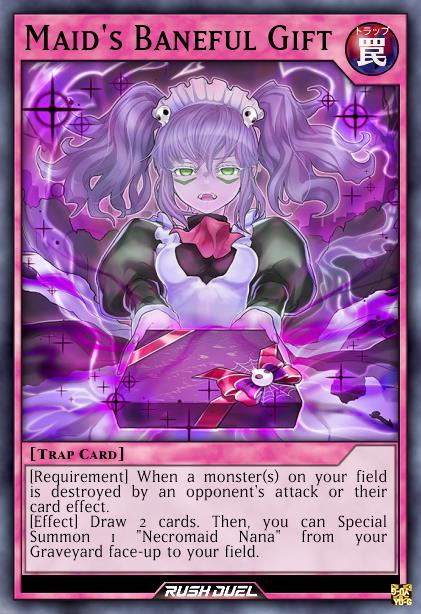 Maid's Baneful Gift
トラップ
罠
[Trap Card]
[Requirement] When a monster(s) on your field
is destroyed by an opponent's attack or their
card effect.
[Effect] Draw 2 cards. Then, you can Special
Summon 1 "Necromaid Nana" from your
Graveyard face-up to your field.
RUSH DUEL